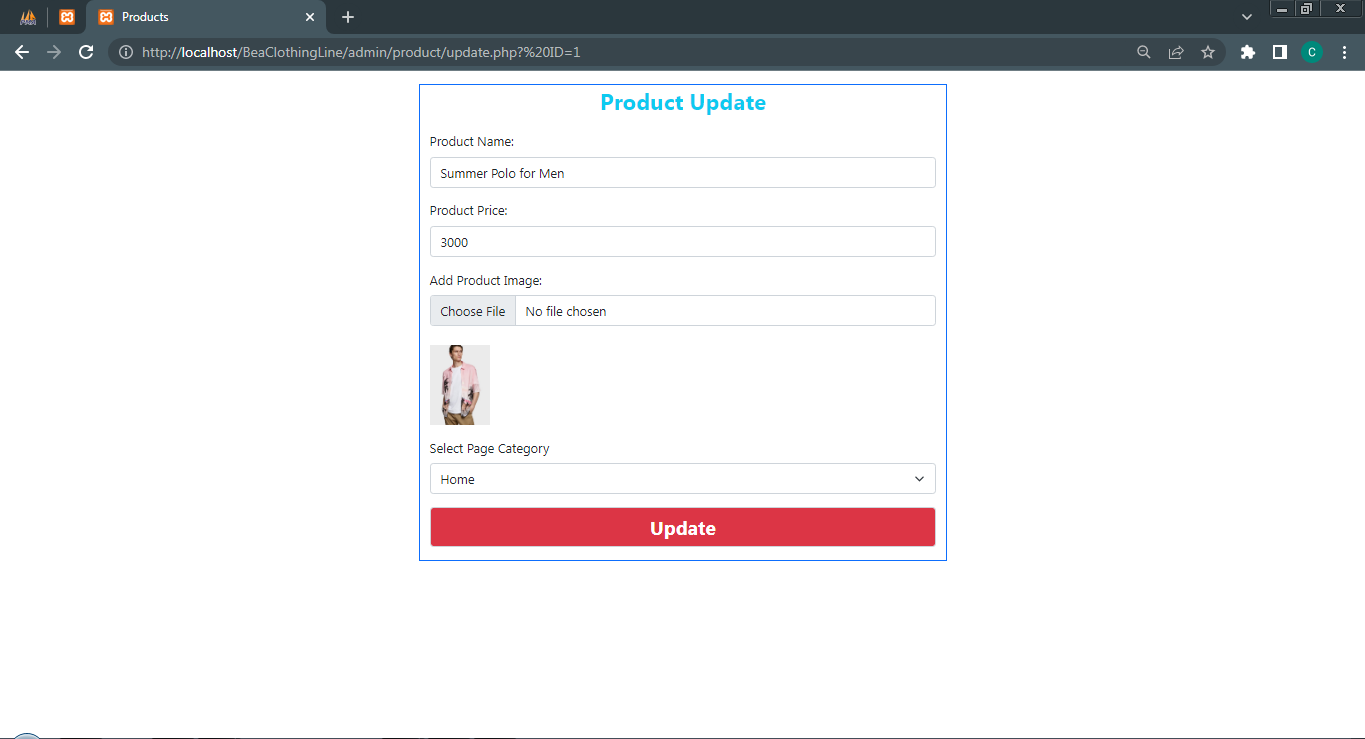 Products
http://localhost/BeaClothingLine/admin/product/update.php?%20ID=1
C
Product Update
Product Name:
Summer Polo for Men
Product Price:
3000
Add Product Image:
Choose File No file chosen
Select Page Category
Home
Update